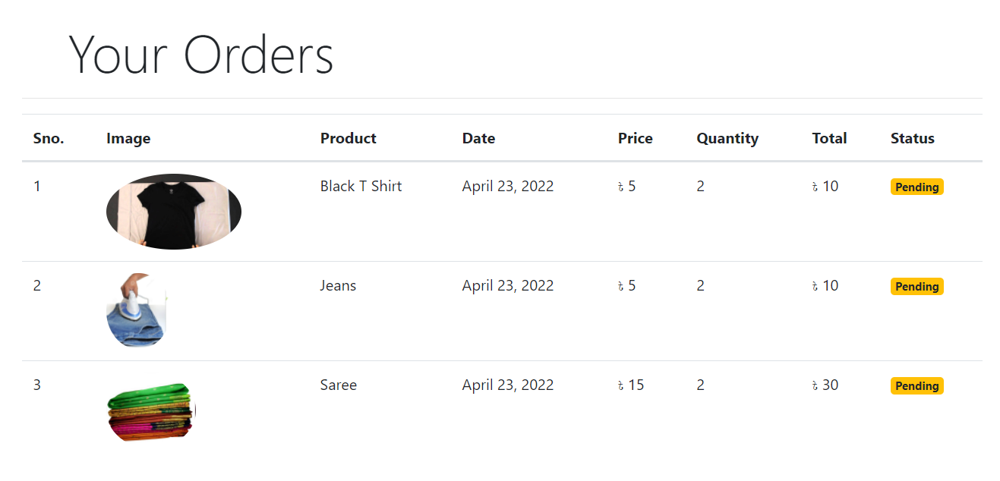 Your Orders
Sno. Image Product Date Price Quantity Total Status
1 Black T Shirt April 23, 2022 ৳ 5 2 ৳ 10 Pending
2 Jeans April 23, 2022 ৳ 5 2 ৳ 10 Pending
3 Saree April 23, 2022 ৳ 15 2 ৳ 30 Pending